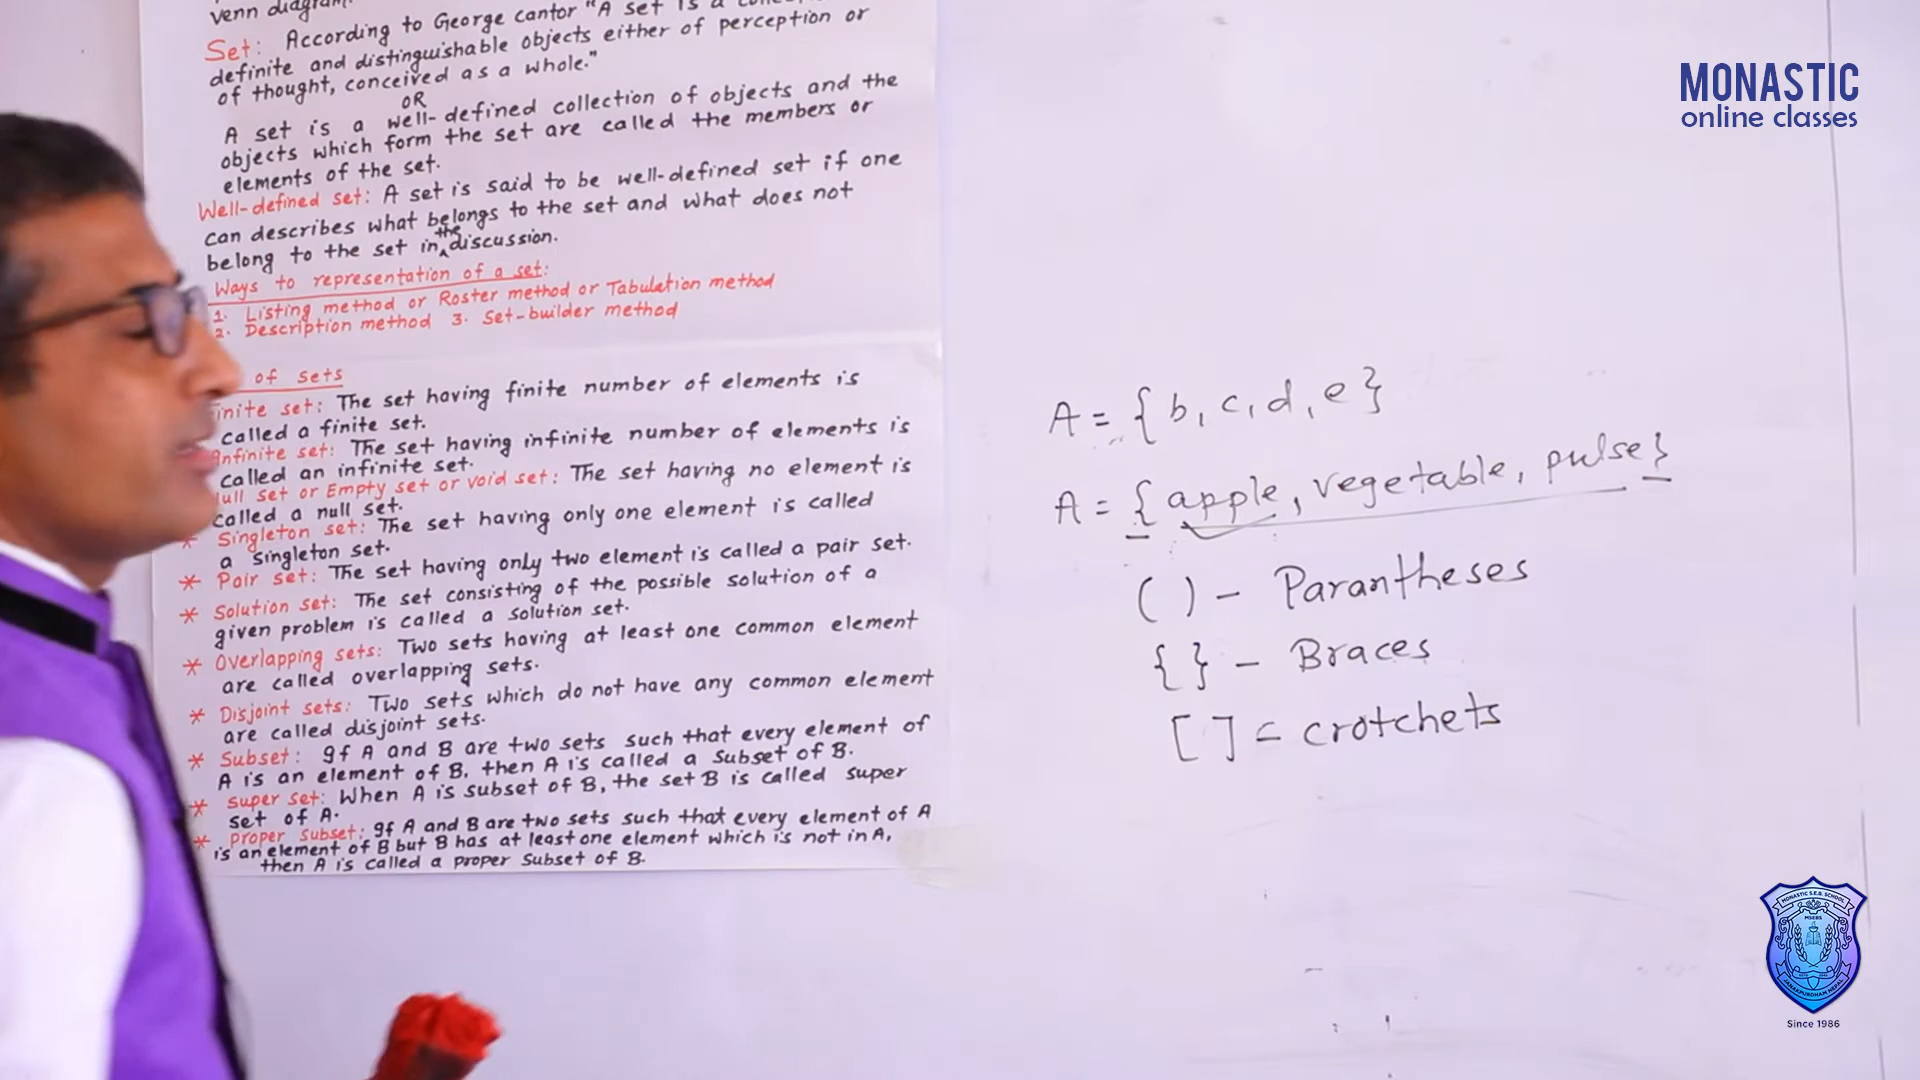 venn diagram.
Set: According to George cantor "A set is a
definite and distinguishable objects either of perception or
of thought, conceived as a whole."
OR
A set is a well-defined collection of objects and the
objects which form the set are called the members or
elements of the set.
Well-defined set: A set is said to be well-defined set if one
can describes what belongs to the set and what does not
belong to the set in the discussion.
Ways to representation of a set:
1. Listing method or Roster method or Tabulation method
2. Description method 3. Set-builder method
of sets
inite set: The set having finite number of elements is
called a finite set.
Infinite set: The set having infinite number of elements is
called an infinite set.
Null set or Empty set or void set: The set having no element is
called a null set.
* Singleton set: The set having only one element is called
a singleton set.
* Pair set: The set having only two element is called a pair set.
* Solution set: The set consisting of the possible solution of a
given problem is called a solution set.
* Overlapping sets: Two sets having at least one common element
are called overlapping sets.
* Disjoint sets: Two sets which do not have any common element
are called disjoint sets.
* Subset: If A and B are two sets such that every element of
A is an element of B, then A is called a Subset of B.
* Super set: When A is subset of B, the set B is called super
set of A.
* Proper Subset: If A and B are two sets such that every element of A
is an element of B but B has at least one element which is not in A,
then A is called a proper Subset of B.
A = { b, c, d, e }
A = { apple, vegetable, pulse }
( ) - Parantheses
{ } - Braces
[ ] = crotchets
MONASTIC
online classes
MONASTIC S.E.B. SCHOOL
MSEBS
JANAKPURDHAM NEPAL
Since 1986